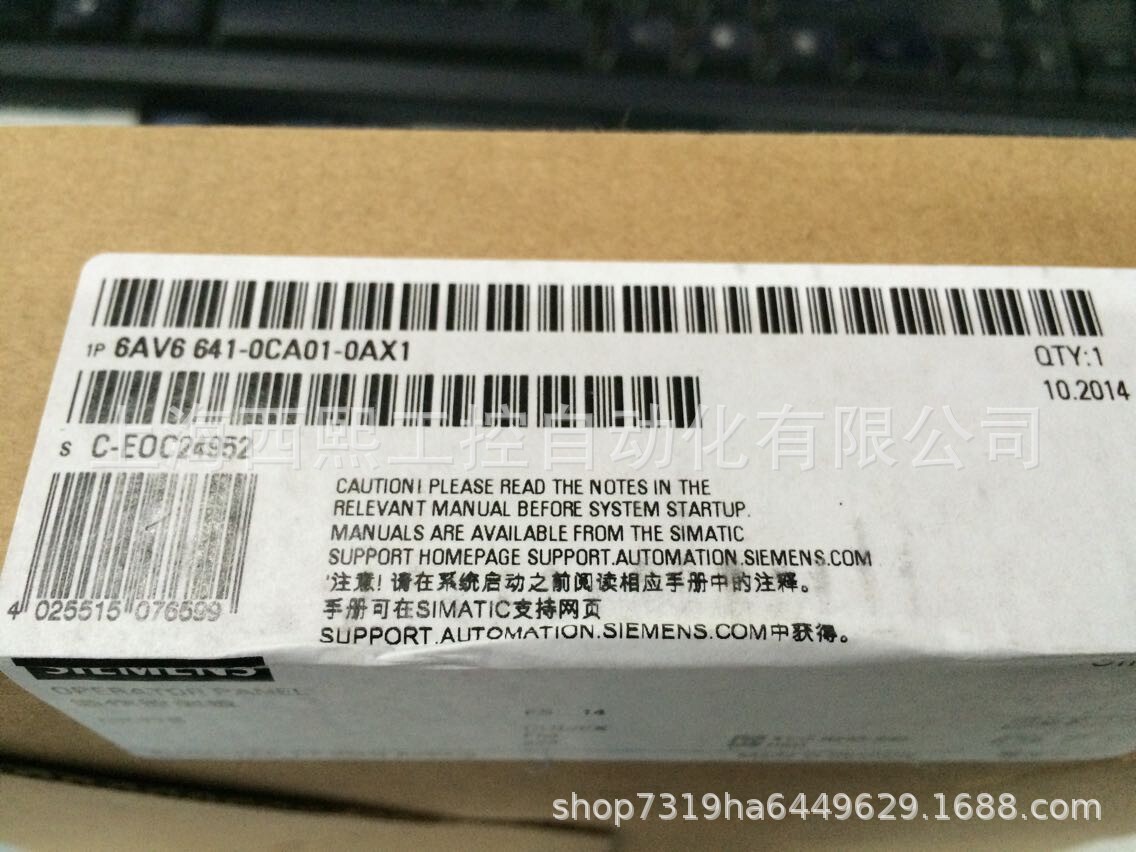 1P 6AV6 641-0CA01-0AX1
QTY:1
10.2014
上海西熙工控自动化有限公司
S C-EOC24952
CAUTION! PLEASE READ THE NOTES IN THE
RELEVANT MANUAL BEFORE SYSTEM STARTUP.
MANUALS ARE AVAILABLE FROM THE SIMATIC
SUPPORT HOMEPAGE SUPPORT.AUTOMATION.SIEMENS.COM
注意! 请在系统启动之前阅读相应手册中的注释。
手册可在SIMATIC支持网页
SUPPORT.AUTOMATION.SIEMENS.COM中获得。
4 025515 076599
SIEMENS
OPERATOR PANEL
14
shop7319ha6449629.1688.com